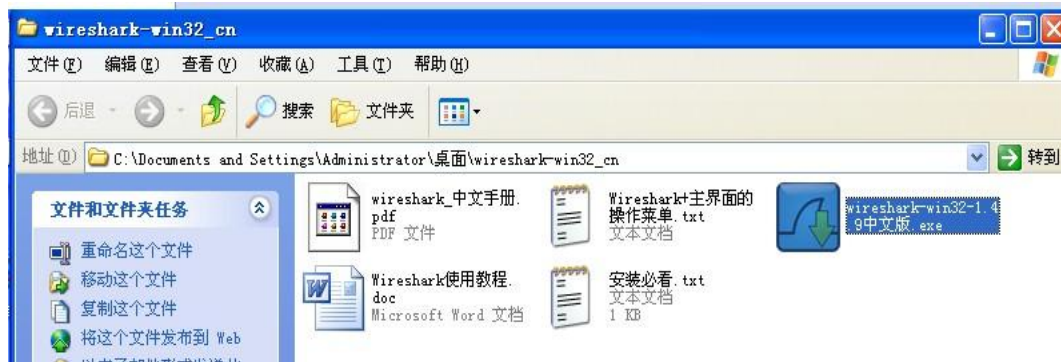 wireshark-win32_cn
文件(F) 编辑(E) 查看(V) 收藏(A) 工具(T) 帮助(H)
后退 搜索 文件夹
地址(D) C:\Documents and Settings\Administrator\桌面\wireshark-win32_cn 转到
文件和文件夹任务
重命名这个文件
移动这个文件
复制这个文件
将这个文件发布到 Web
wireshark_中文手册.
pdf
PDF 文件
Wireshark+主界面的
操作菜单.txt
文本文档
wireshark-win32-1.4
.9中文版.exe
Wireshark使用教程.
doc
Microsoft Word 文档
安装必看.txt
文本文档
1 KB